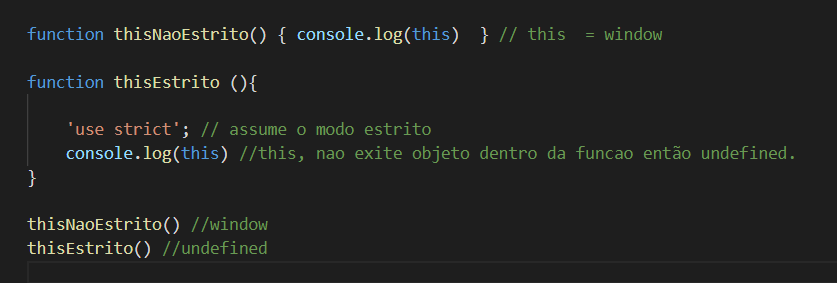 function thisNaoEstrito() { console.log(this)  } // this  = window
function thisEstrito (){
'use strict'; // assume o modo estrito
console.log(this) //this, nao exite objeto dentro da funcao então undefined.
}
thisNaoEstrito() //window
thisEstrito() //undefined